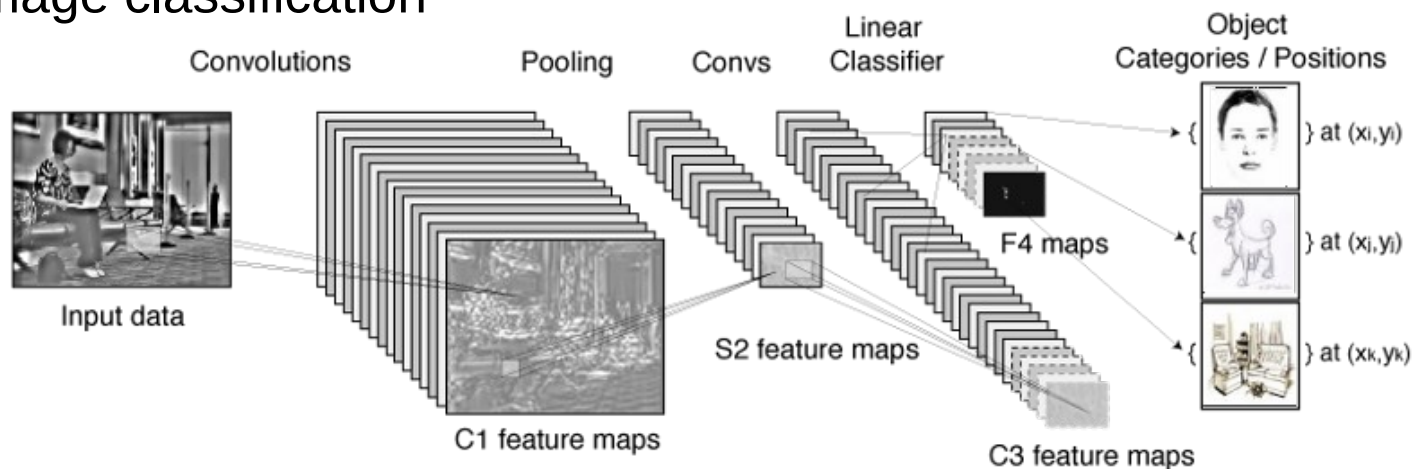 image classification
Convolutions
Pooling
Convs
Linear
Classifier
Object
Categories / Positions
{ } at (xi,yi)
{ } at (xj,yj)
{ } at (xk,yk)
Input data
C1 feature maps
S2 feature maps
F4 maps
C3 feature maps